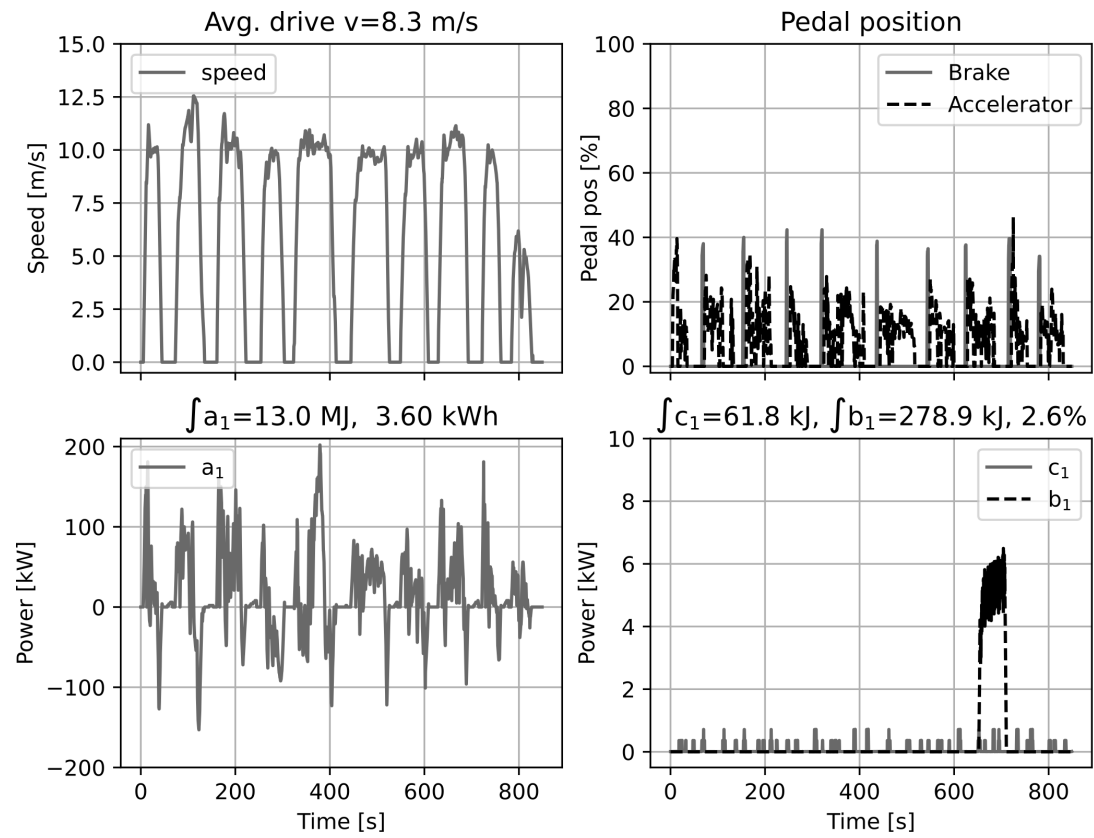 Avg. drive v=8.3 m/s
Pedal position
15.0
12.5
10.0
7.5
5.0
2.5
0.0
Speed [m/s]
speed
100
80
60
40
20
0
Pedal pos [%]
Brake
Accelerator
∫a₁=13.0 MJ,  3.60 kWh
∫c₁=61.8 kJ, ∫b₁=278.9 kJ, 2.6%
200
100
0
−100
−200
Power [kW]
a₁
0
200
400
600
800
Time [s]
10
8
6
4
2
0
Power [kW]
c₁
b₁
0
200
400
600
800
Time [s]